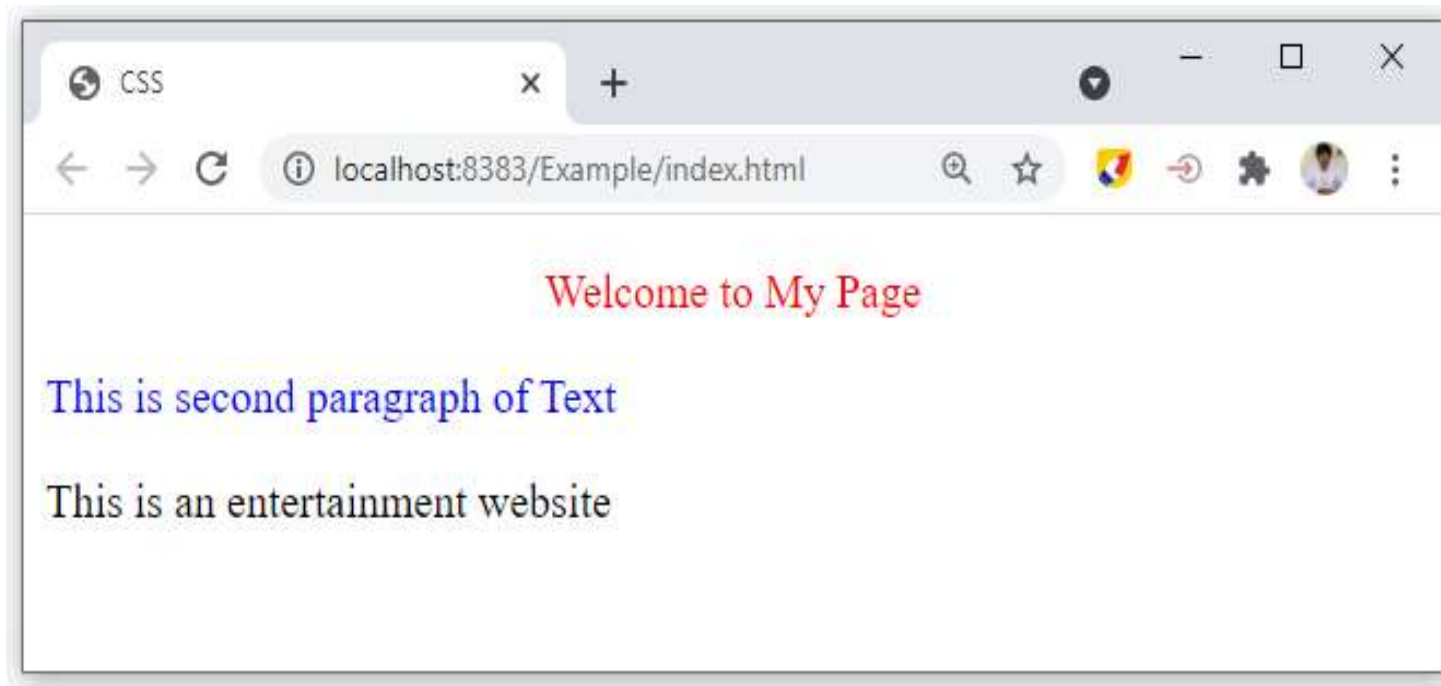 CSS
localhost:8383/Example/index.html
Welcome to My Page
This is second paragraph of Text
This is an entertainment website